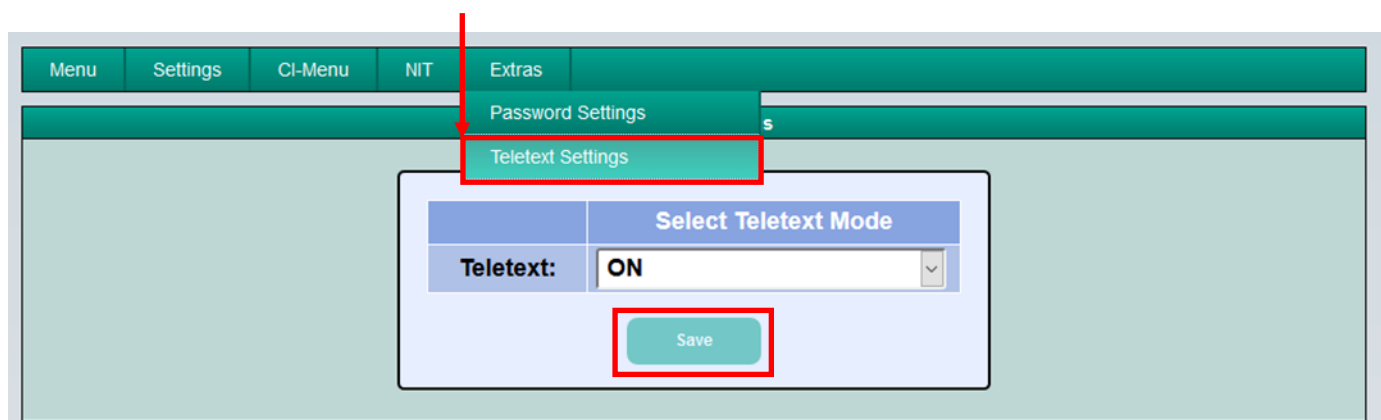 Menu Settings CI-Menu NIT Extras
Password Settings
s
Teletext Settings
Select Teletext Mode
Teletext: ON
Save